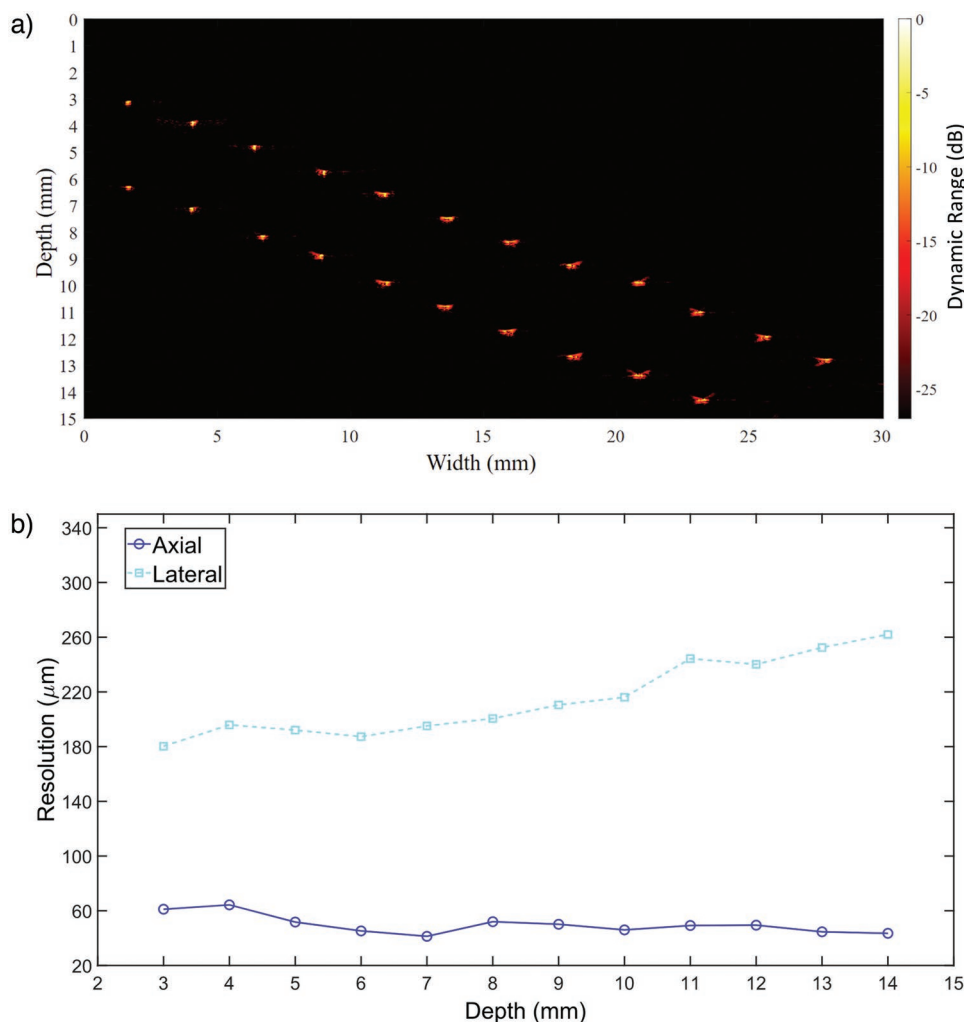 a)
0
1
2
3
4
5
6
7
8
9
10
11
12
13
14
15
Depth (mm)
0 5 10 15 20 25 30
Width (mm)
0
-5
-10
-15
-20
-25
Dynamic Range (dB)
b)
340
300
260
220
180
140
100
60
20
Resolution (μm)
Axial
Lateral
2 3 4 5 6 7 8 9 10 11 12 13 14 15
Depth (mm)